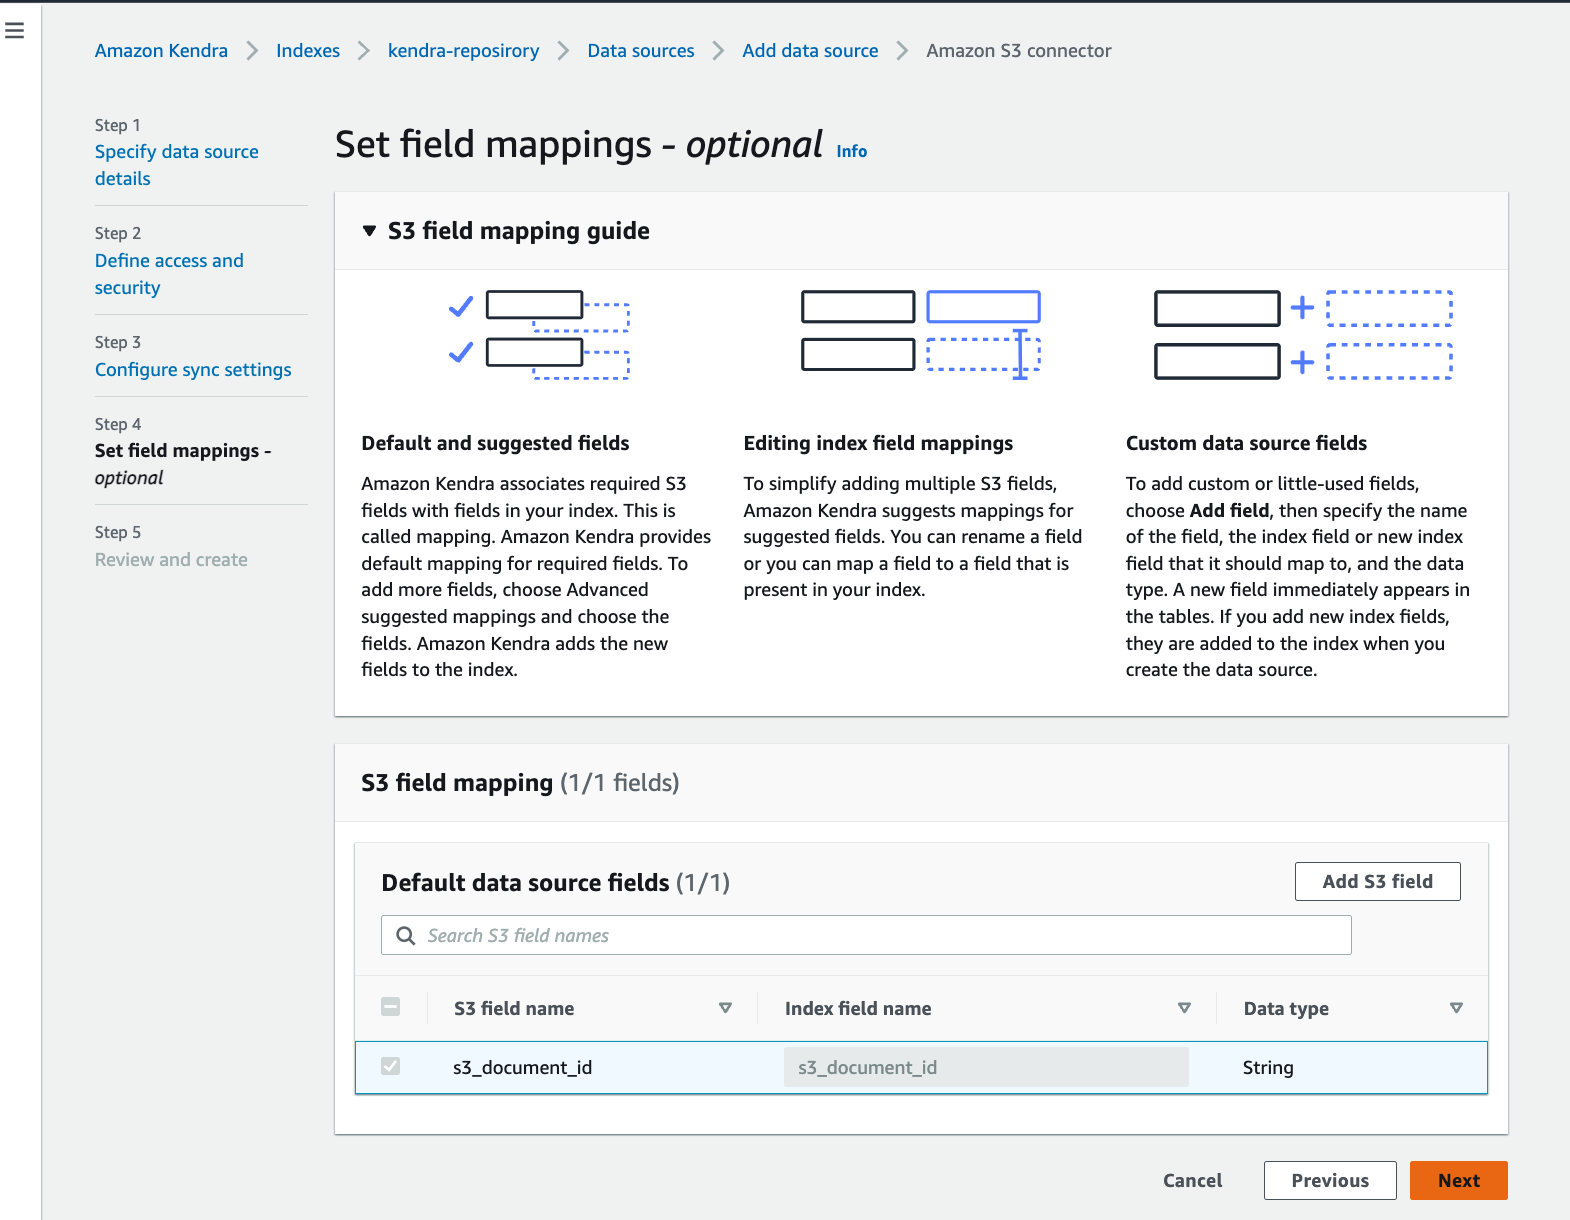 Amazon Kendra
Indexes
kendra-reposirory
Data sources
Add data source
Amazon S3 connector
Step 1
Specify data source
details
Step 2
Define access and
security
Step 3
Configure sync settings
Step 4
Set field mappings -
optional
Step 5
Review and create
Set field mappings - optional Info
S3 field mapping guide
Default and suggested fields
Amazon Kendra associates required S3
fields with fields in your index. This is
called mapping. Amazon Kendra provides
default mapping for required fields. To
add more fields, choose Advanced
suggested mappings and choose the
fields. Amazon Kendra adds the new
fields to the index.
Editing index field mappings
To simplify adding multiple S3 fields,
Amazon Kendra suggests mappings for
suggested fields. You can rename a field
or you can map a field to a field that is
present in your index.
Custom data source fields
To add custom or little-used fields,
choose Add field, then specify the name
of the field, the index field or new index
field that it should map to, and the data
type. A new field immediately appears in
the tables. If you add new index fields,
they are added to the index when you
create the data source.
S3 field mapping (1/1 fields)
Default data source fields (1/1)
Add S3 field
Search S3 field names
S3 field name
Index field name
Data type
s3_document_id
s3_document_id
String
Cancel
Previous
Next